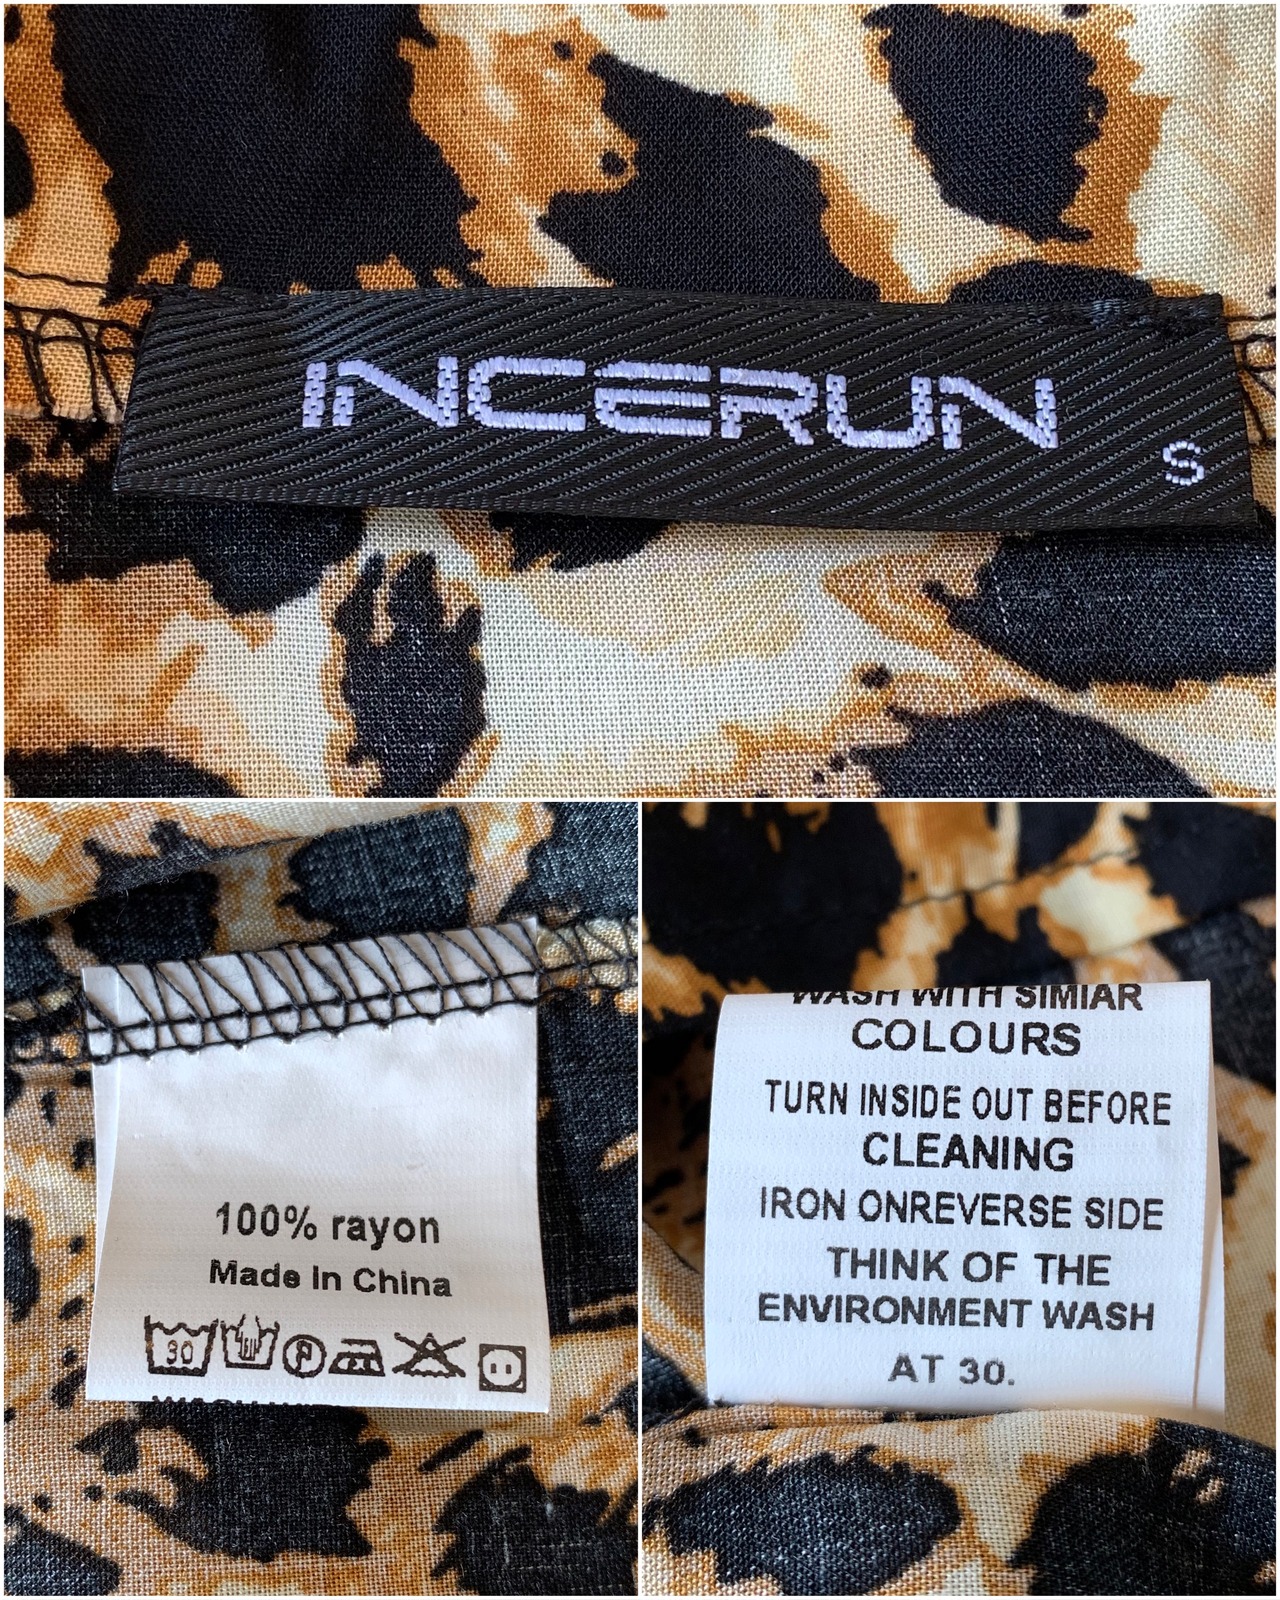 INCERUN
S
100% rayon
Made In China
30
P
WASH WITH SIMIAR
COLOURS
TURN INSIDE OUT BEFORE
CLEANING
IRON ONREVERSE SIDE
THINK OF THE
ENVIRONMENT WASH
AT 30.